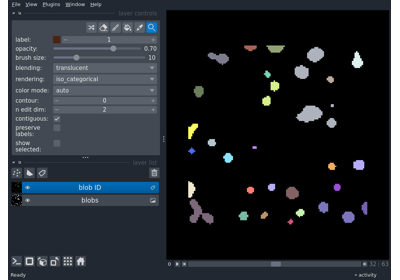 File View Plugins Window Help
layer controls
label: 1
opacity: 0.70
brush size: 10
blending: translucent
rendering: iso_categorical
color mode: auto
contour: 0
n edit dim: 2
contiguous:
preserve
labels:
show
selected:
layer list
blob ID
blobs
32 63
Ready
activity